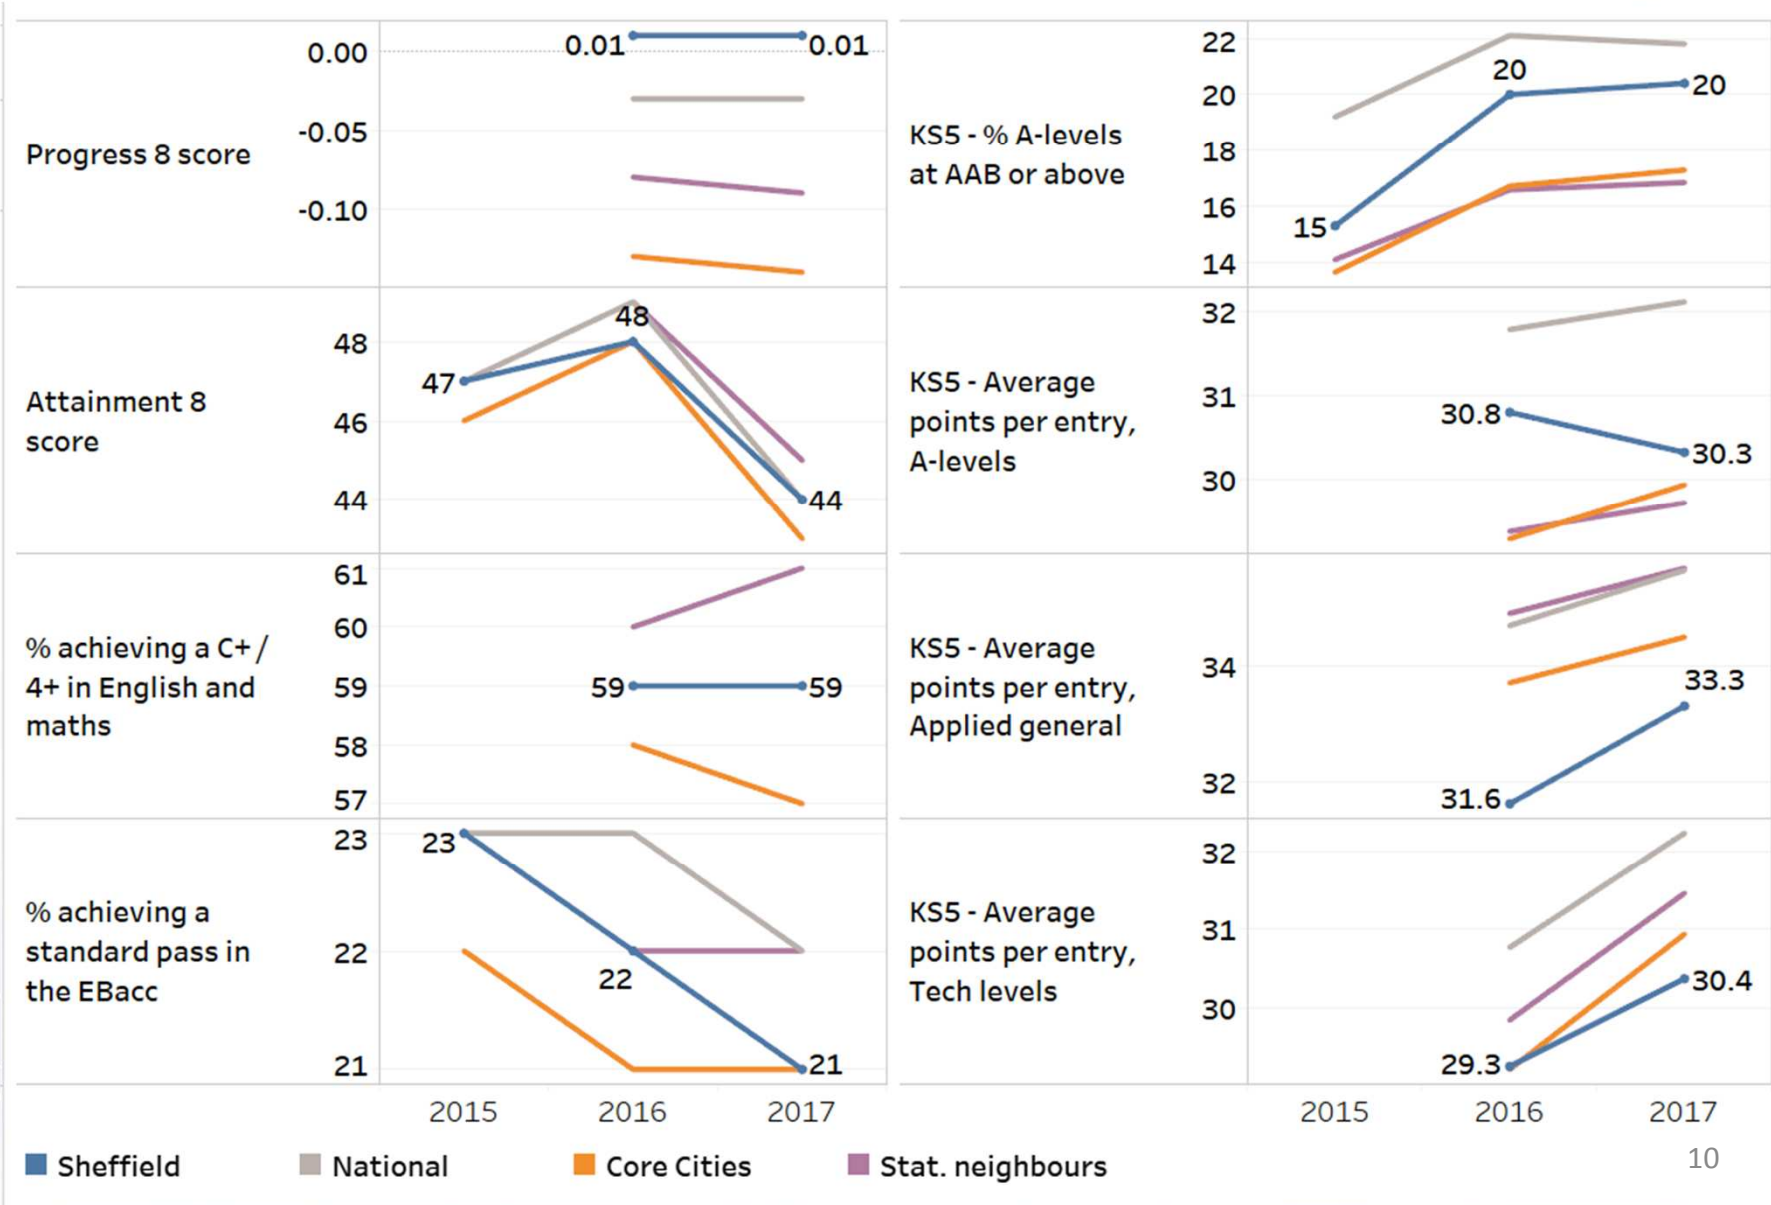 0.00
-0.05
-0.10
Progress 8 score
0.01
0.01
48
46
44
Attainment 8
score
47
48
44
61
60
59
58
57
% achieving a C+ /
4+ in English and
maths
59
59
23
22
21
% achieving a
standard pass in
the EBacc
23
22
21
2015
2016
2017
22
20
18
16
14
KS5 - % A-levels
at AAB or above
15
20
20
32
31
30
KS5 - Average
points per entry,
A-levels
30.8
30.3
34
32
KS5 - Average
points per entry,
Applied general
31.6
33.3
32
31
30
KS5 - Average
points per entry,
Tech levels
29.3
30.4
2015
2016
2017
Sheffield
National
Core Cities
Stat. neighbours
10